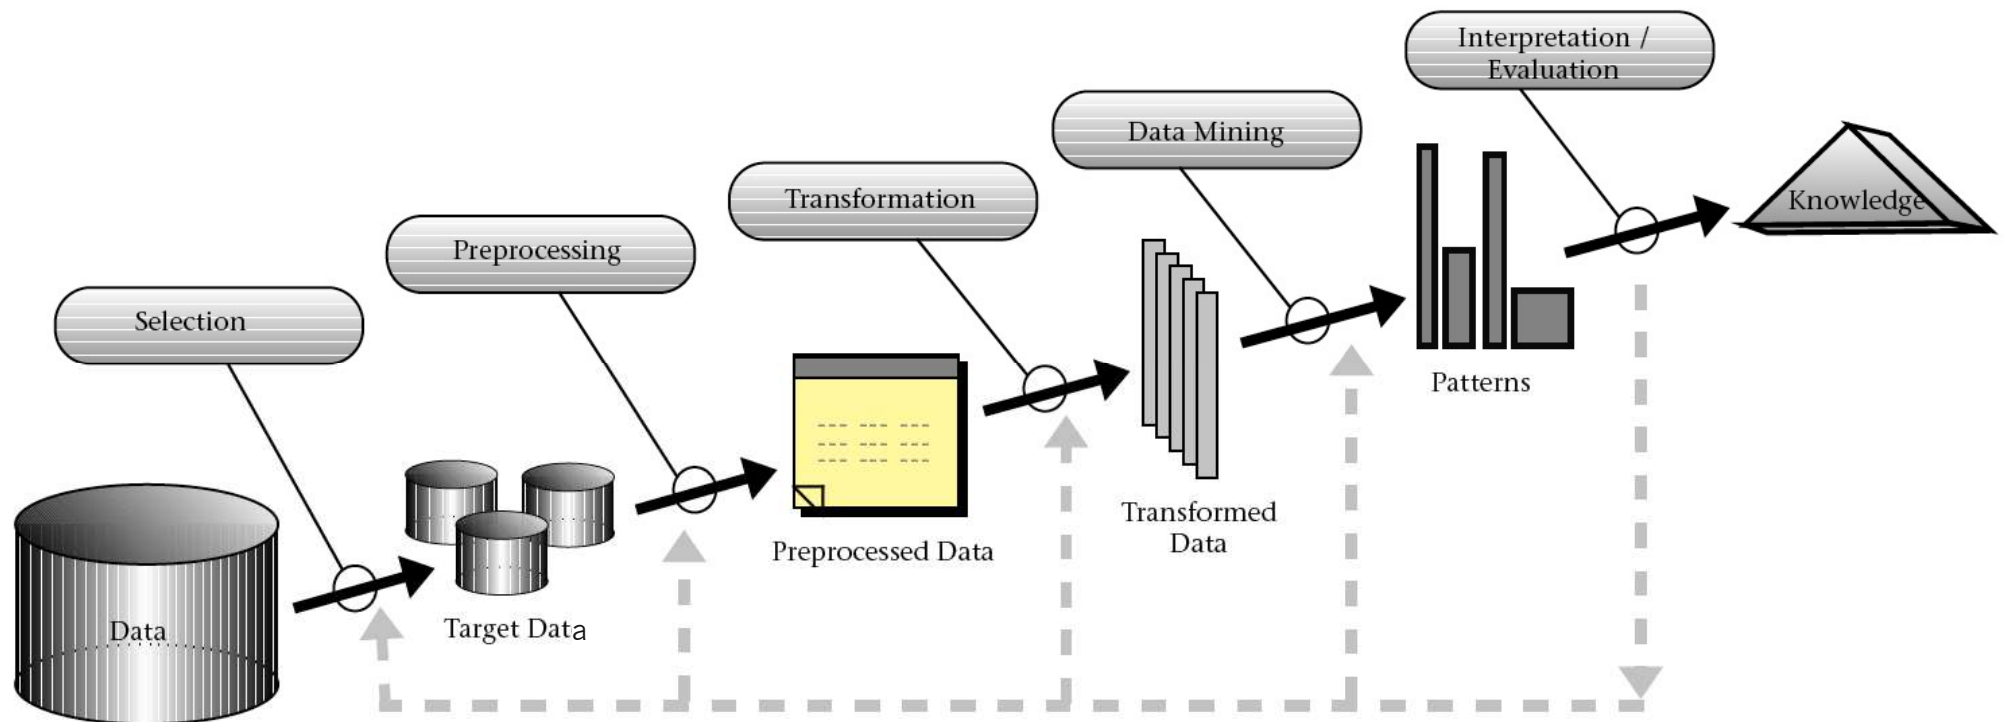 Interpretation /
Evaluation
Data Mining
Transformation
Preprocessing
Selection
Knowledge
Patterns
Transformed
Data
Preprocessed Data
Target Data
Data